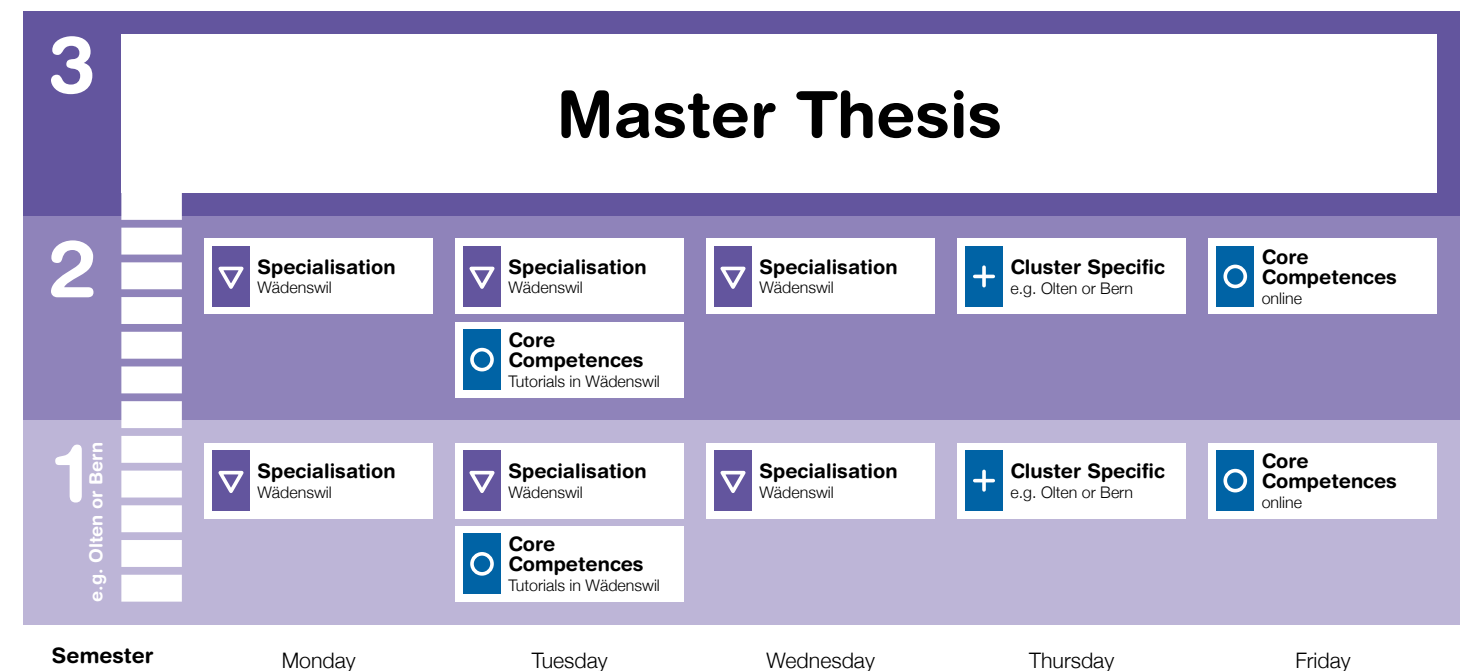 3
Master Thesis
2
Specialisation
Wädenswil
Specialisation
Wädenswil
Specialisation
Wädenswil
Cluster Specific
e.g. Olten or Bern
Core
Competences
online
Core
Competences
Tutorials in Wädenswil
1
e.g. Olten or Bern
Specialisation
Wädenswil
Specialisation
Wädenswil
Specialisation
Wädenswil
Cluster Specific
e.g. Olten or Bern
Core
Competences
online
Core
Competences
Tutorials in Wädenswil
Semester
Monday
Tuesday
Wednesday
Thursday
Friday